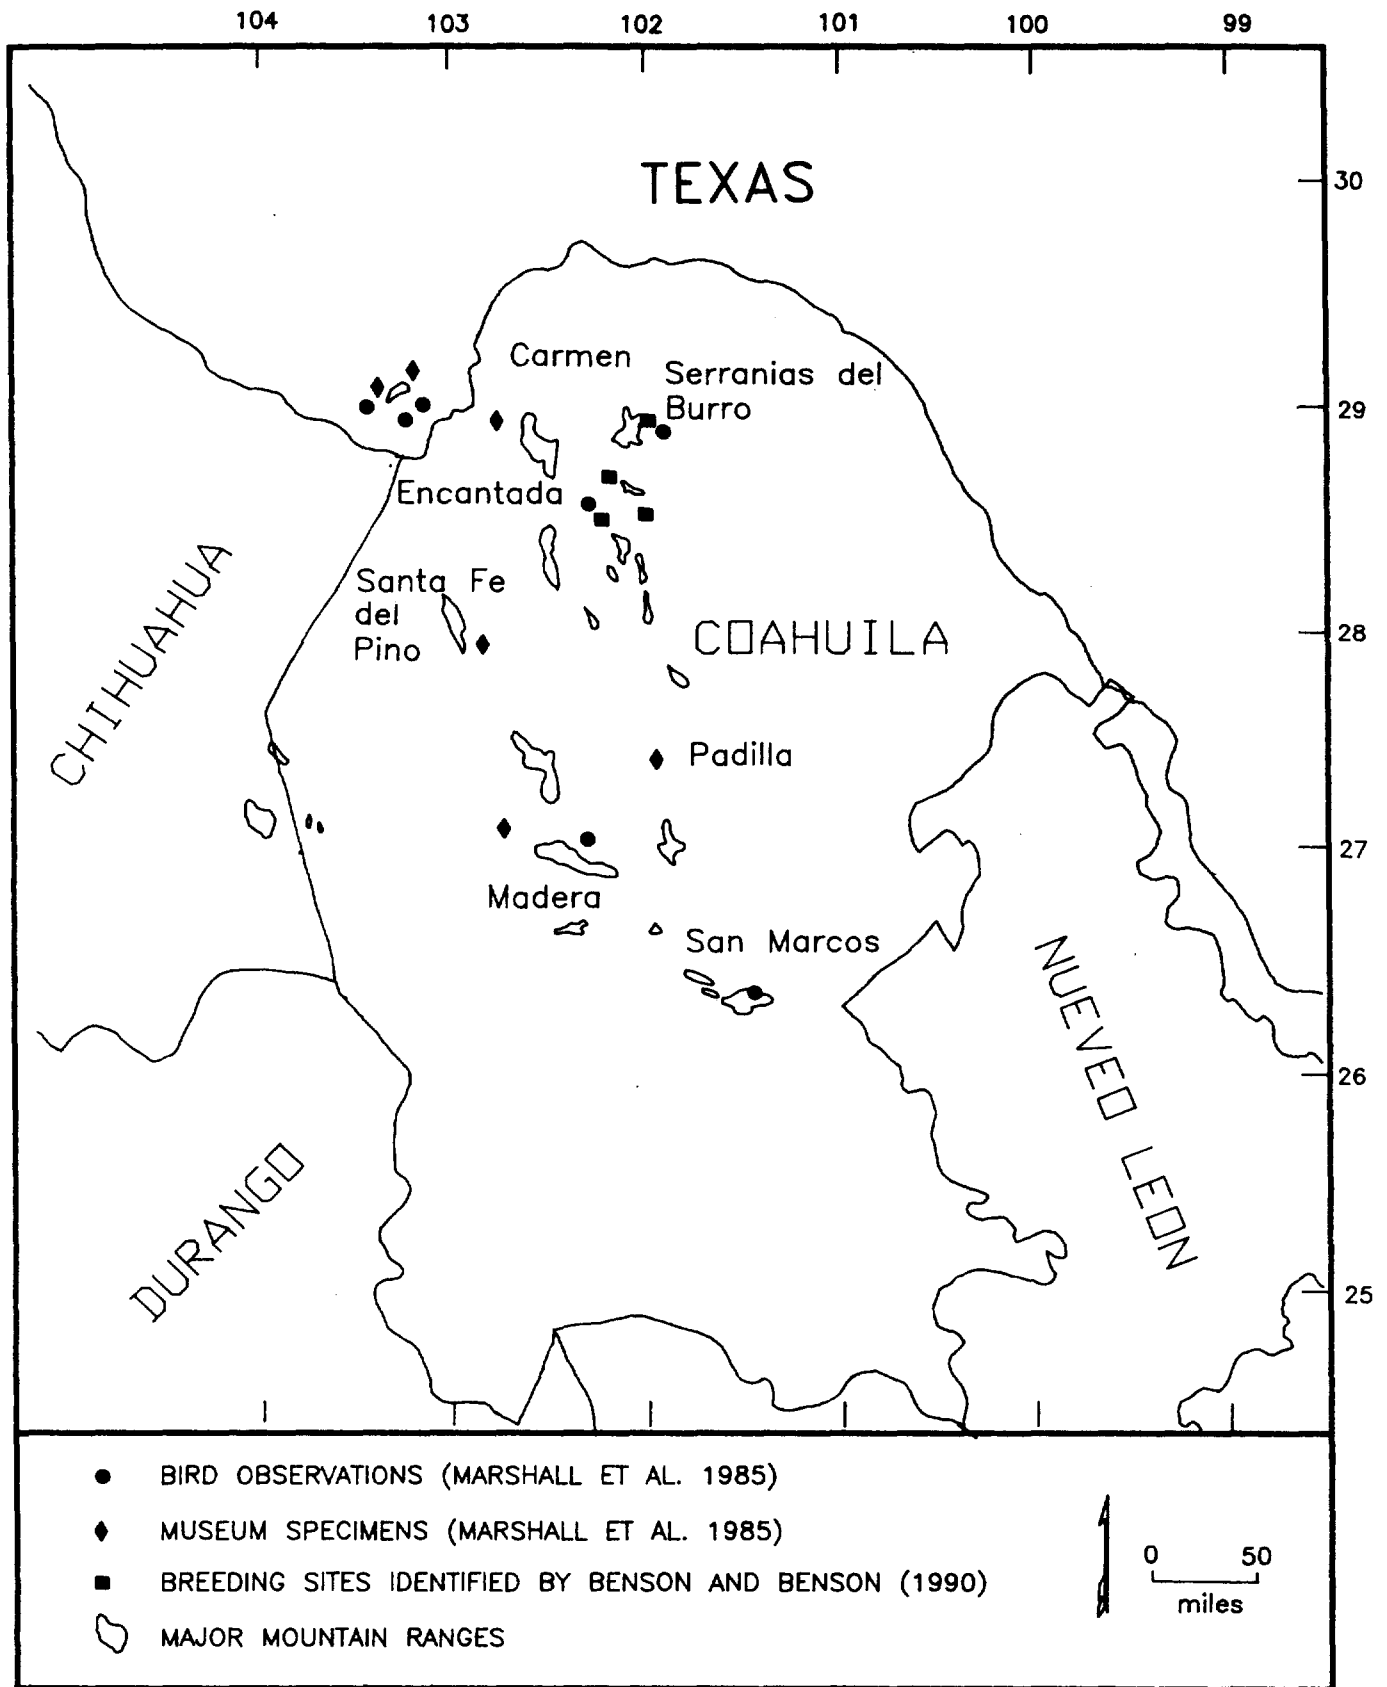 104 103 102 101 100 99
TEXAS
30
Carmen
Serranias del
Burro
29
Encantada
CHIHUAHUA
Santa Fe
del
Pino
COAHUILA
28
Padilla
27
Madera
San Marcos
NUEVEO LEON
26
DURANGO
25
BIRD OBSERVATIONS (MARSHALL ET AL. 1985)
MUSEUM SPECIMENS (MARSHALL ET AL. 1985)
BREEDING SITES IDENTIFIED BY BENSON AND BENSON (1990)
MAJOR MOUNTAIN RANGES
0 50
miles